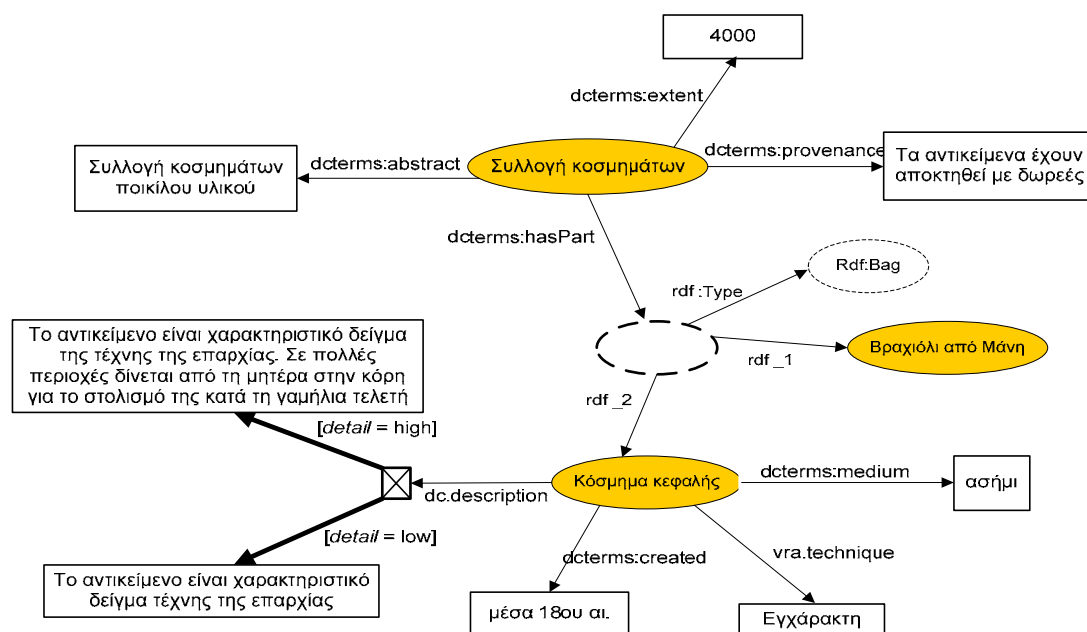 4000
dcterms:extent
dcterms:abstract
Συλλογή κοσμημάτων
dcterms:provenance
Συλλογή κοσμημάτων
ποικίλου υλικού
Τα αντικείμενα έχουν
αποκτηθεί με δωρεές
dcterms:hasPart
Rdf:Bag
rdf:Type
Το αντικείμενο είναι χαρακτηριστικό δείγμα
της τέχνης της επαρχίας. Σε πολλές
περιοχές δίνεται από τη μητέρα στην κόρη
για το στολισμό της κατά τη γαμήλια τελετή
Βραχιόλι από Μάνη
rdf_1
rdf_2
[detail = high]
dc.description
Κόσμημα κεφαλής
dcterms:medium
ασήμι
[detail = low]
dcterms:created
vra.technique
Το αντικείμενο είναι χαρακτηριστικό
δείγμα τέχνης της επαρχίας
μέσα 18ου αι.
Εγχάρακτη